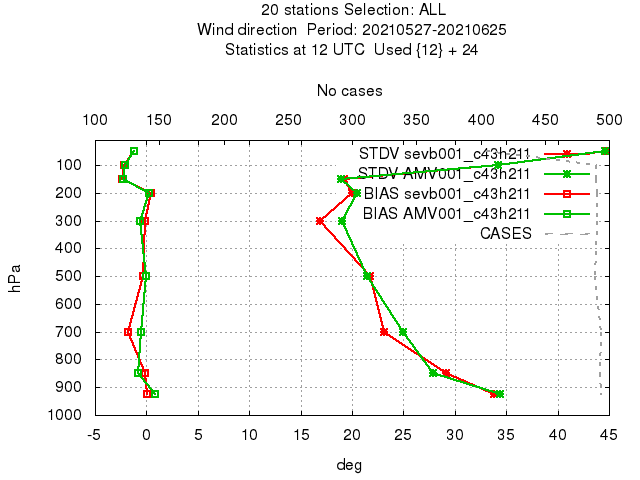 20 stations Selection: ALL
Wind direction  Period: 20210527-20210625
Statistics at 12 UTC  Used {12} + 24
No cases
100 150 200 250 300 350 400 450 500
STDV sevb001_c43h211
STDV AMV001_c43h211
BIAS sevb001_c43h211
BIAS AMV001_c43h211
CASES
100
200
300
400
500
600
700
800
900
1000
hPa
-5 0 5 10 15 20 25 30 35 40 45
deg